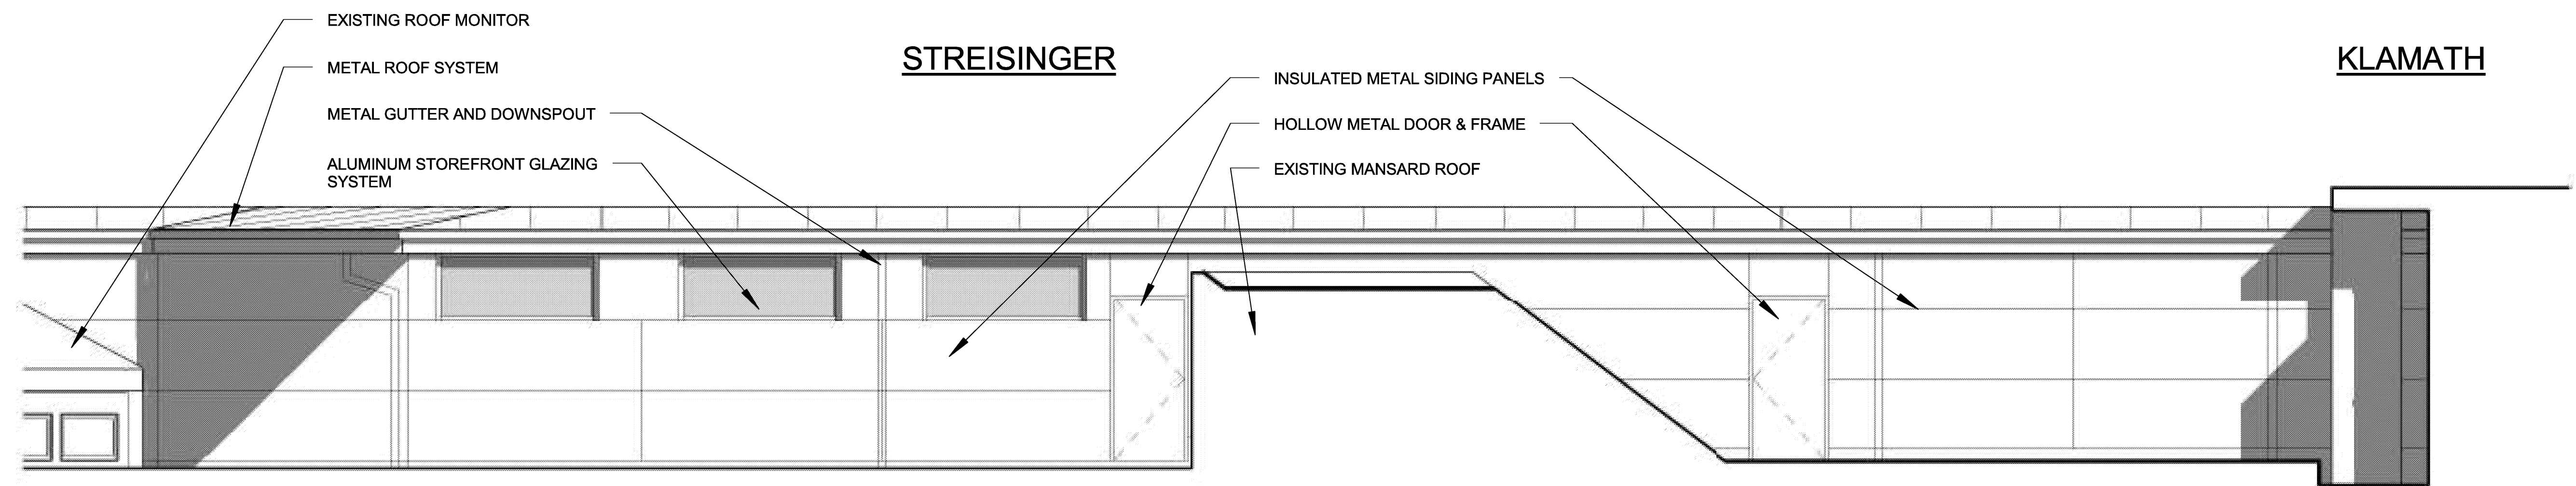 EXISTING ROOF MONITOR
METAL ROOF SYSTEM
METAL GUTTER AND DOWNSPOUT
ALUMINUM STOREFRONT GLAZING
SYSTEM
STREISINGER
INSULATED METAL SIDING PANELS
HOLLOW METAL DOOR & FRAME
EXISTING MANSARD ROOF
KLAMATH